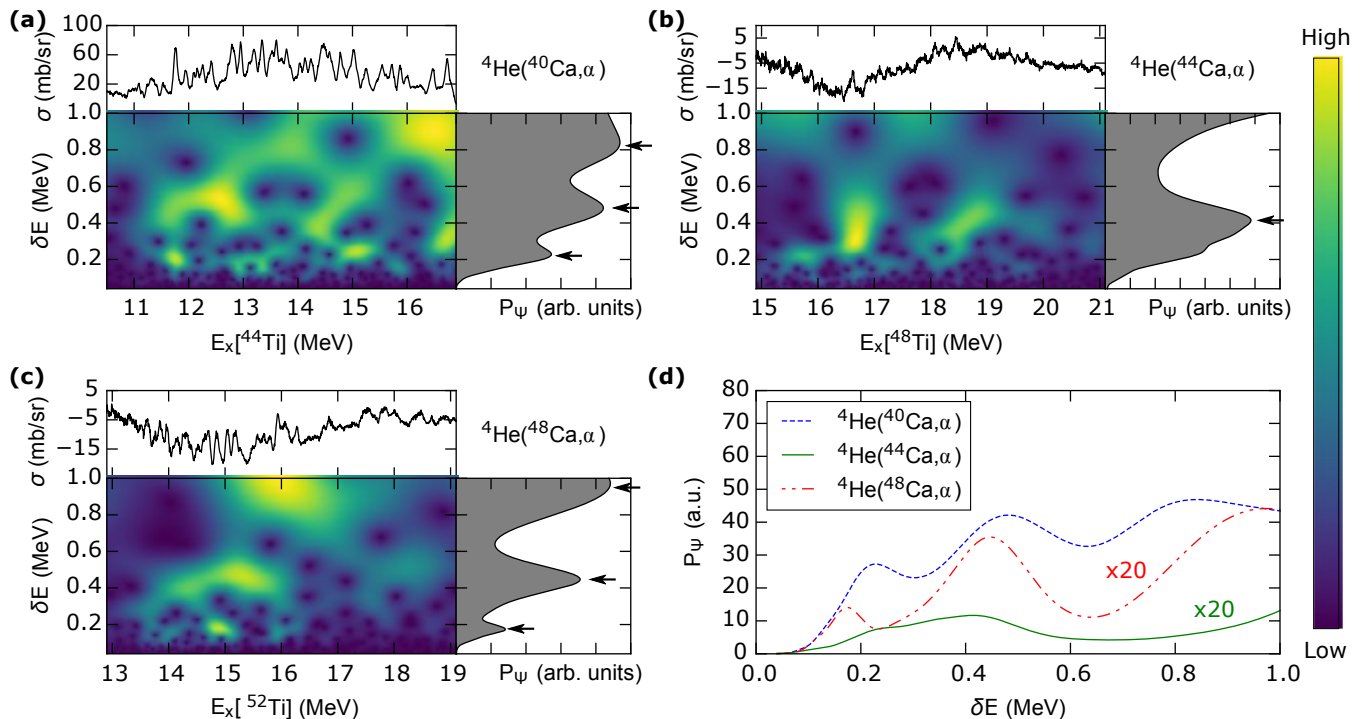 (a)
σ (mb/sr)
100
80
60
40
20
⁴He(⁴⁰Ca,α)
δE (MeV)
1.0
0.8
0.6
0.4
0.2
11 12 13 14 15 16
Eₓ[⁴⁴Ti] (MeV)
P_ψ (arb. units)
(b)
σ (mb/sr)
5
−5
−15
⁴He(⁴⁴Ca,α)
δE (MeV)
1.0
0.8
0.6
0.4
0.2
15 16 17 18 19 20 21
Eₓ[⁴⁸Ti] (MeV)
P_ψ (arb. units)
High
Low
(c)
σ (mb/sr)
5
−5
−15
⁴He(⁴⁸Ca,α)
δE (MeV)
1.0
0.8
0.6
0.4
0.2
13 14 15 16 17 18 19
Eₓ[ ⁵²Ti] (MeV)
P_ψ (arb. units)
(d)
P_ψ (a.u.)
80
70
60
50
40
30
20
10
0
⁴He(⁴⁰Ca,α)
⁴He(⁴⁴Ca,α)
⁴He(⁴⁸Ca,α)
x20
x20
0.0 0.2 0.4 0.6 0.8 1.0
δE (MeV)